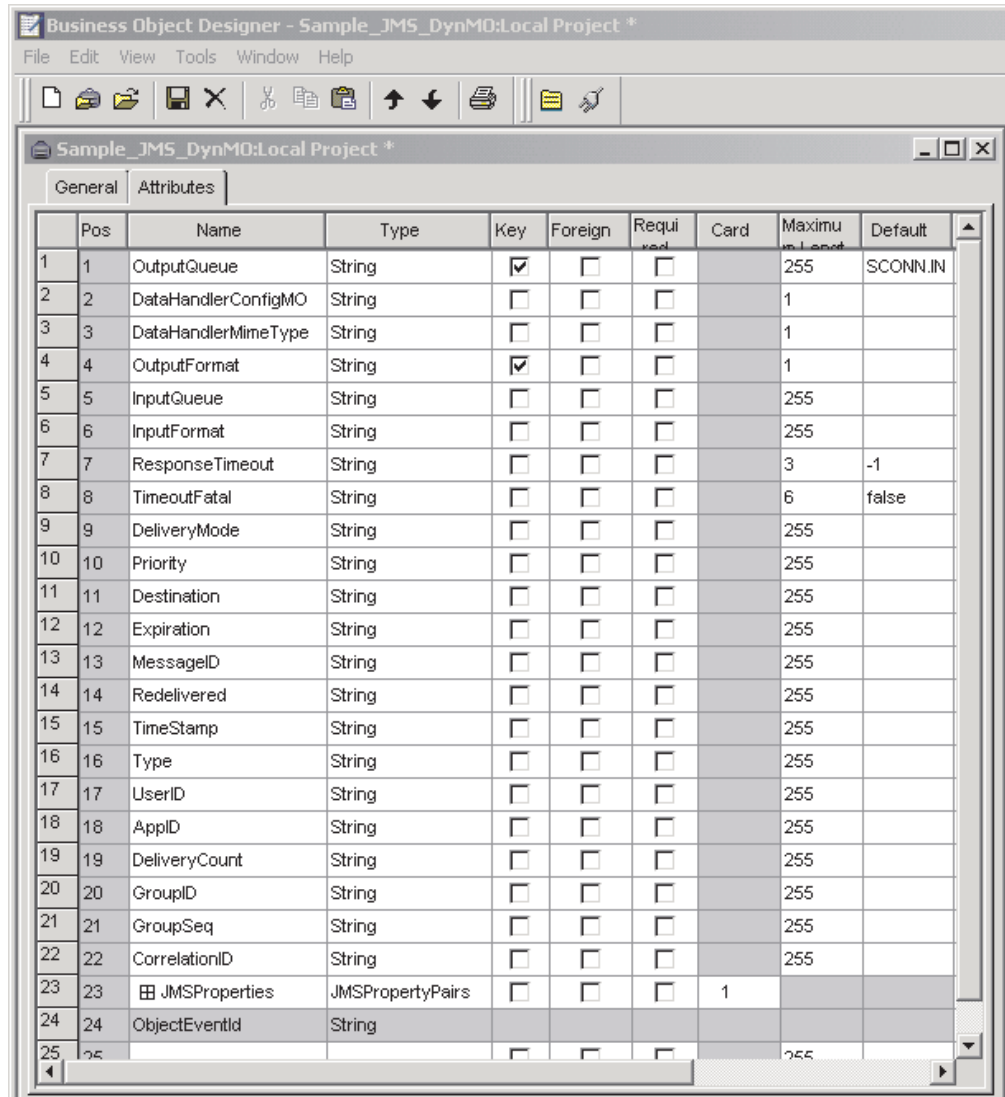 Business Object Designer - Sample_JMS_DynMO:Local Project *
File Edit View Tools Window Help
Sample_JMS_DynMO:Local Project *
General Attributes
Pos Name Type Key Foreign Requi red Card Maximu m Lengt Default
1 1 OutputQueue String 255 SCONN.IN
2 2 DataHandlerConfigMO String 1
3 3 DataHandlerMimeType String 1
4 4 OutputFormat String 1
5 5 InputQueue String 255
6 6 InputFormat String 255
7 7 ResponseTimeout String 3 -1
8 8 TimeoutFatal String 6 false
9 9 DeliveryMode String 255
10 10 Priority String 255
11 11 Destination String 255
12 12 Expiration String 255
13 13 MessageID String 255
14 14 Redelivered String 255
15 15 TimeStamp String 255
16 16 Type String 255
17 17 UserID String 255
18 18 AppID String 255
19 19 DeliveryCount String 255
20 20 GroupID String 255
21 21 GroupSeq String 255
22 22 CorrelationID String 255
23 23 JMSProperties JMSPropertyPairs 1
24 24 ObjectEventId String
25 25 255